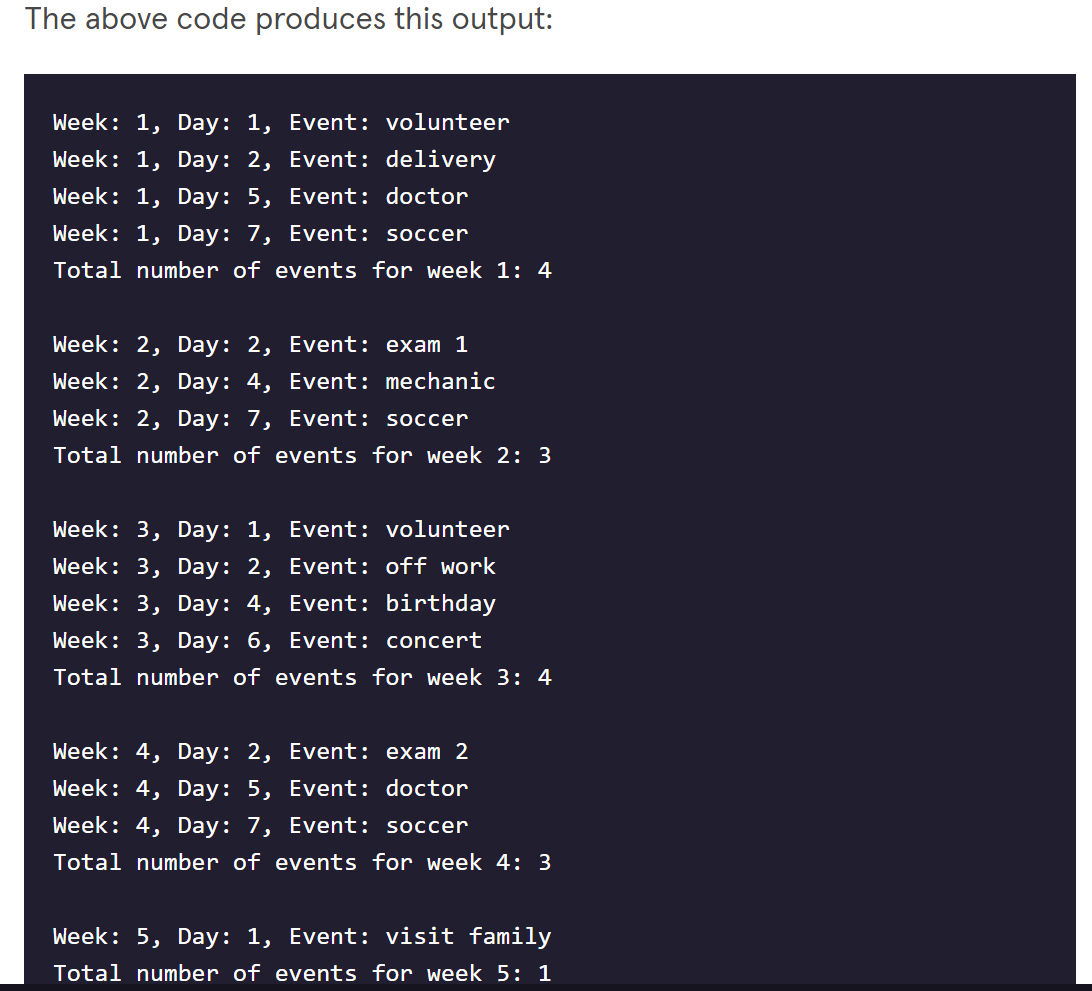 The above code produces this output:
Week: 1, Day: 1, Event: volunteer
Week: 1, Day: 2, Event: delivery
Week: 1, Day: 5, Event: doctor
Week: 1, Day: 7, Event: soccer
Total number of events for week 1: 4
Week: 2, Day: 2, Event: exam 1
Week: 2, Day: 4, Event: mechanic
Week: 2, Day: 7, Event: soccer
Total number of events for week 2: 3
Week: 3, Day: 1, Event: volunteer
Week: 3, Day: 2, Event: off work
Week: 3, Day: 4, Event: birthday
Week: 3, Day: 6, Event: concert
Total number of events for week 3: 4
Week: 4, Day: 2, Event: exam 2
Week: 4, Day: 5, Event: doctor
Week: 4, Day: 7, Event: soccer
Total number of events for week 4: 3
Week: 5, Day: 1, Event: visit family
Total number of events for week 5: 1